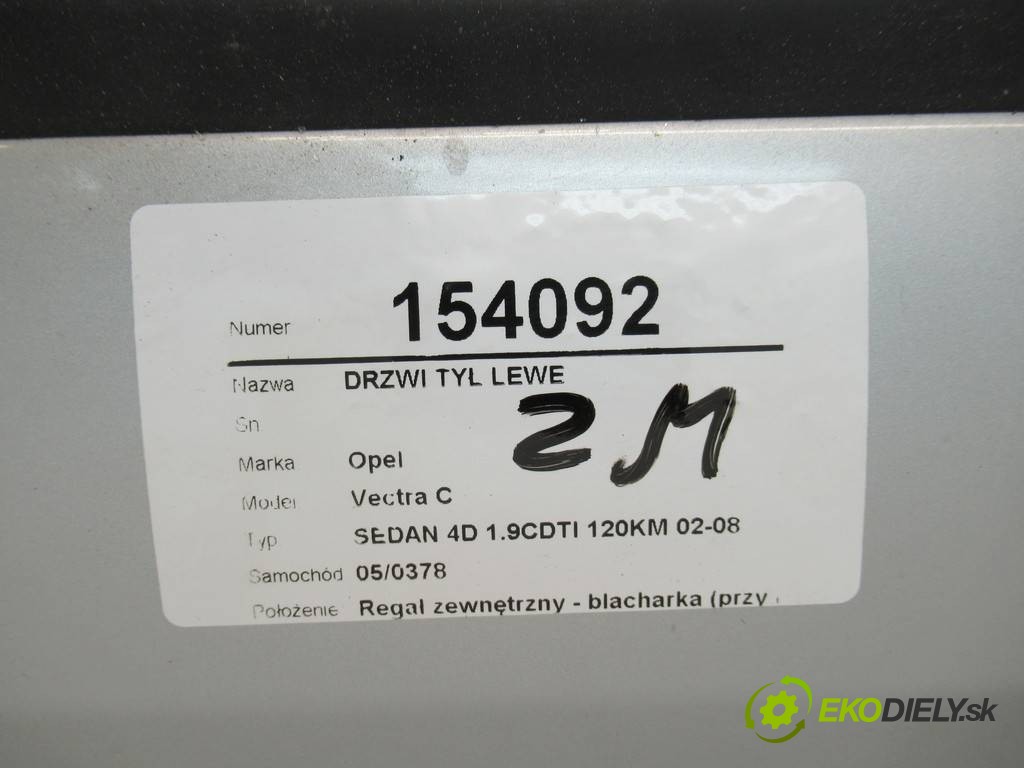 Numer 154092
Nazwa DRZWI TYŁ LEWE
Sn
2M
Marka Opel
Model Vectra C
Typ SEDAN 4D 1.9CDTI 120KM 02-08
Samochód 05/0378
Położenie Regał zewnętrzny - blacharka (przy
EKODIELY.sk